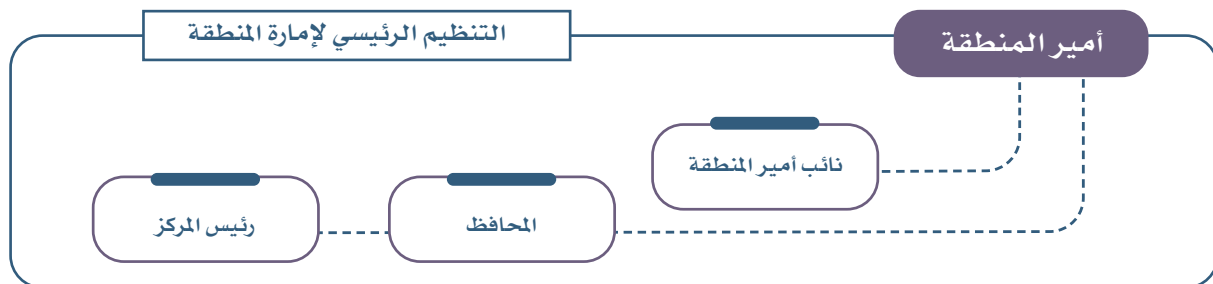 أمير المنطقة
التنظيم الرئيسي لإمارة المنطقة
نائب أمير المنطقة
المحافظ
رئيس المركز